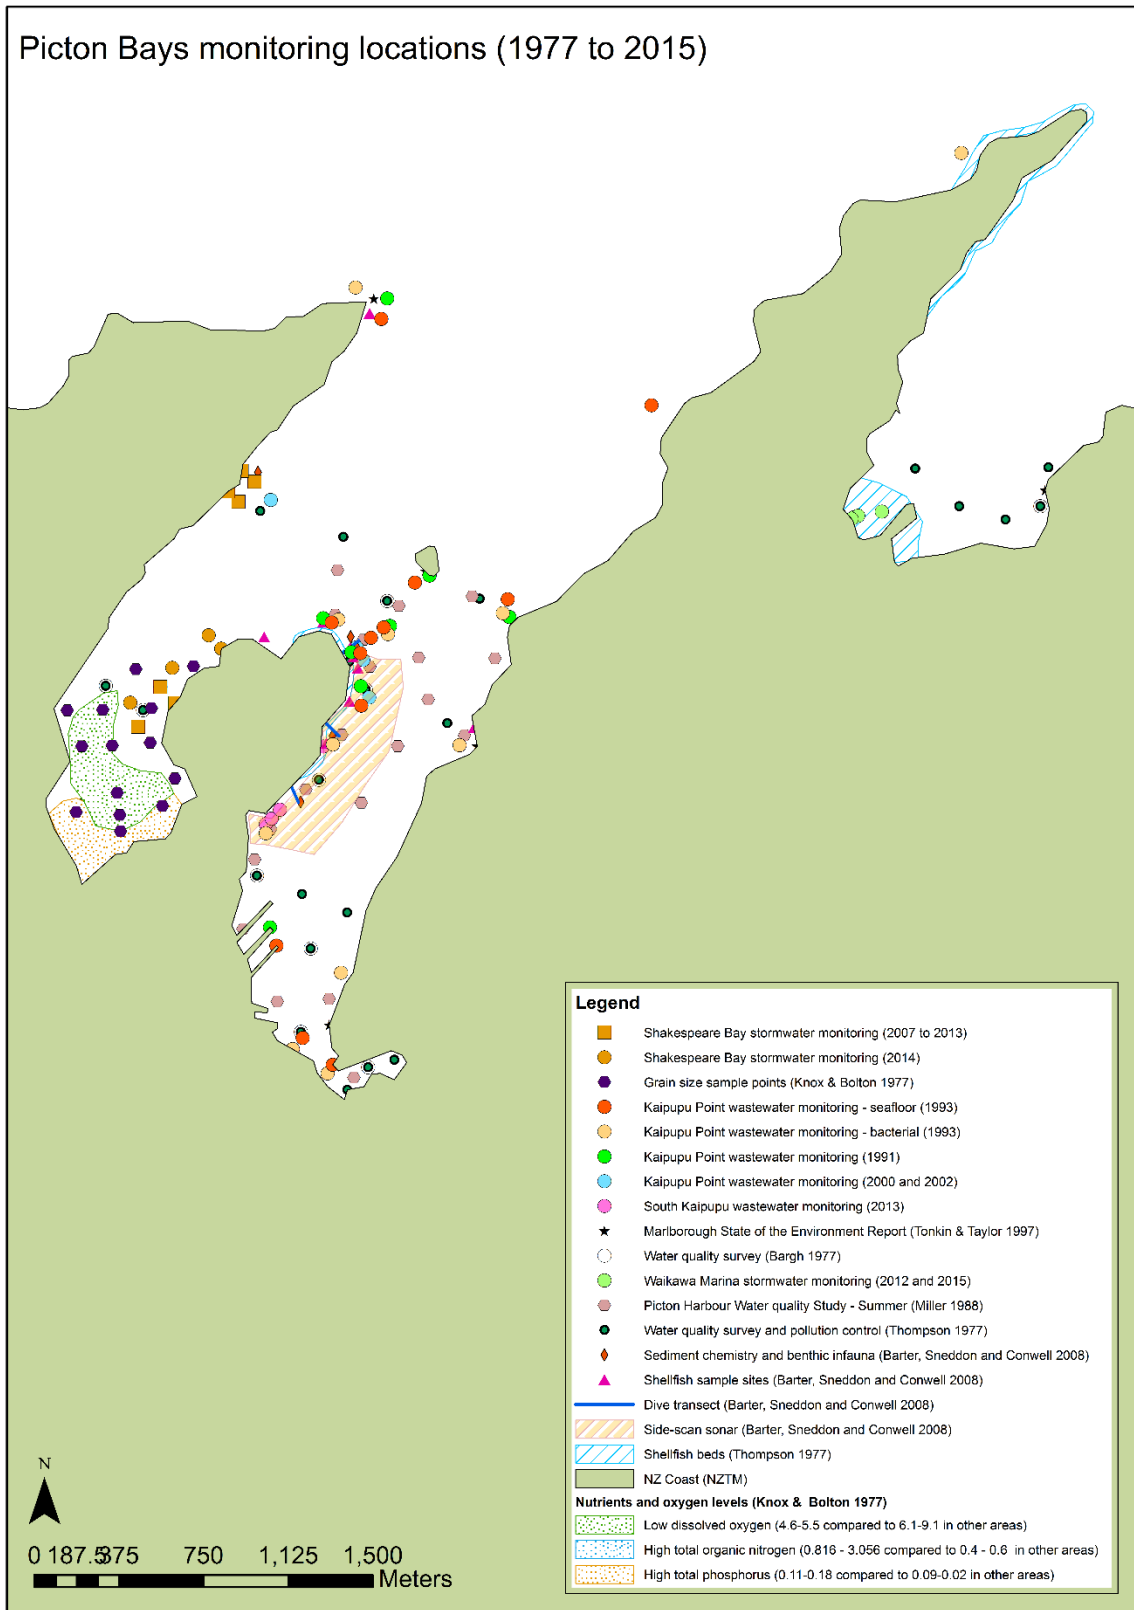 Picton Bays monitoring locations (1977 to 2015)
Legend
Shakespeare Bay stormwater monitoring (2007 to 2013)
Shakespeare Bay stormwater monitoring (2014)
Grain size sample points (Knox & Bolton 1977)
Kaipupu Point wastewater monitoring - seafloor (1993)
Kaipupu Point wastewater monitoring - bacterial (1993)
Kaipupu Point wastewater monitoring (1991)
Kaipupu Point wastewater monitoring (2000 and 2002)
South Kaipupu wastewater monitoring (2013)
Marlborough State of the Environment Report (Tonkin & Taylor 1997)
Water quality survey (Bargh 1977)
Waikawa Marina stormwater monitoring (2012 and 2015)
Picton Harbour Water quality Study - Summer (Miller 1988)
Water quality survey and pollution control (Thompson 1977)
Sediment chemistry and benthic infauna (Barter, Sneddon and Conwell 2008)
Shellfish sample sites (Barter, Sneddon and Conwell 2008)
Dive transect (Barter, Sneddon and Conwell 2008)
Side-scan sonar (Barter, Sneddon and Conwell 2008)
Shellfish beds (Thompson 1977)
NZ Coast (NZTM)
Nutrients and oxygen levels (Knox & Bolton 1977)
Low dissolved oxygen (4.6-5.5 compared to 6.1-9.1 in other areas)
High total organic nitrogen (0.816 - 3.056 compared to 0.4 - 0.6 in other areas)
High total phosphorus (0.11-0.18 compared to 0.09-0.02 in other areas)
N
0 187.5 375 750 1,125 1,500
Meters